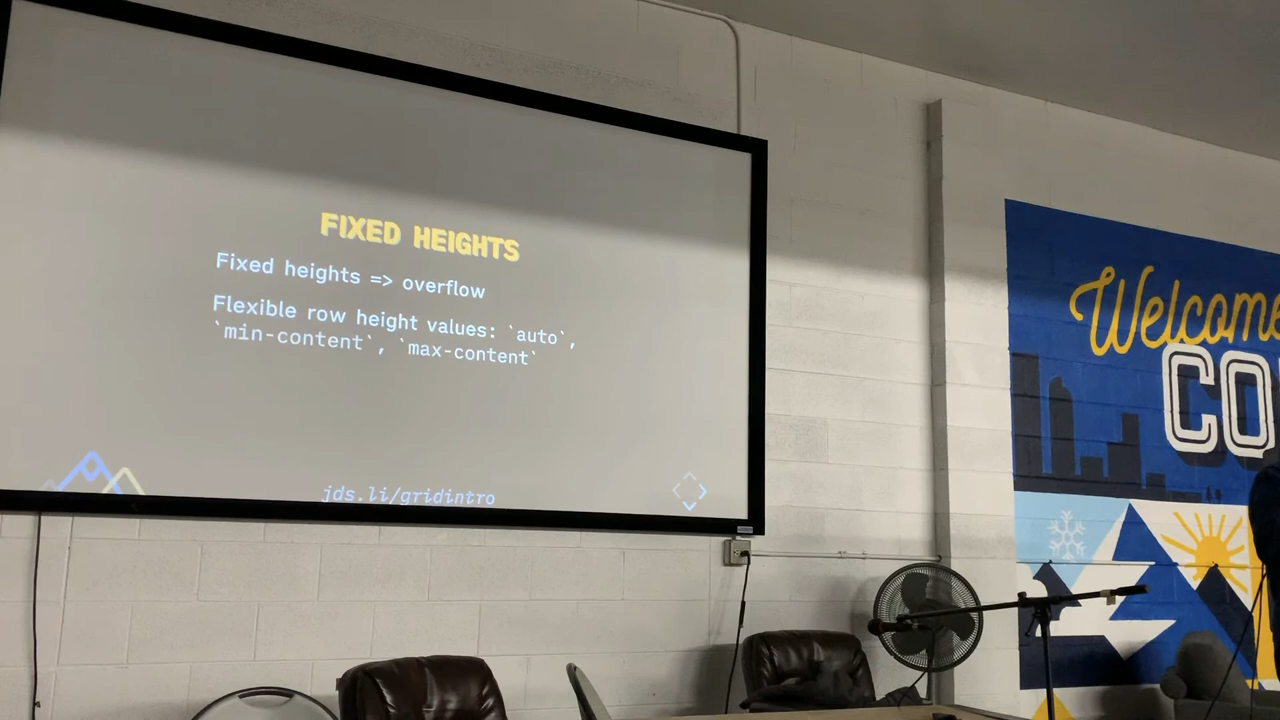 FIXED HEIGHTS
Fixed heights => overflow
Flexible row height values: `auto`,
`min-content`, `max-content`
jds.li/gridintro
Welcome
CO